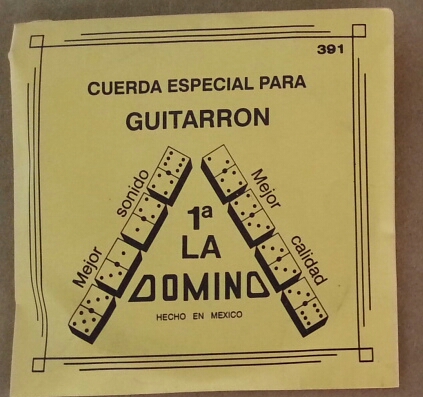 391
CUERDA ESPECIAL PARA
GUITARRON
Mejor sonido
Mejor calidad
1ª
LA
DOMINO
HECHO EN MEXICO